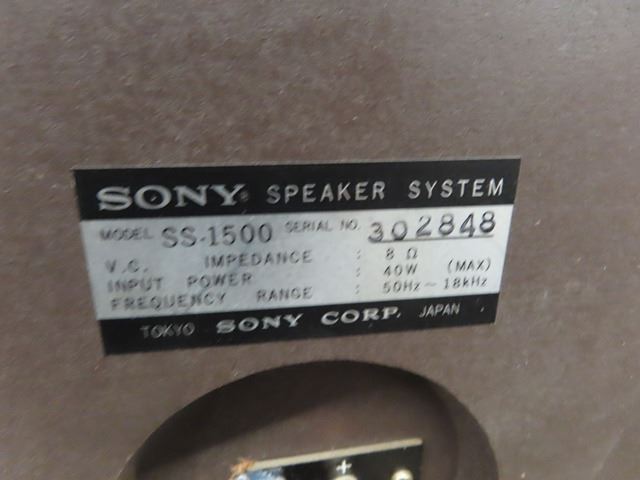 SONY® SPEAKER SYSTEM
MODEL SS-1500 SERIAL NO. 302848
V.C. IMPEDANCE : 8 Ω
INPUT POWER : 40W (MAX)
FREQUENCY RANGE : 50Hz ~ 18kHz
TOKYO SONY CORP. JAPAN
+